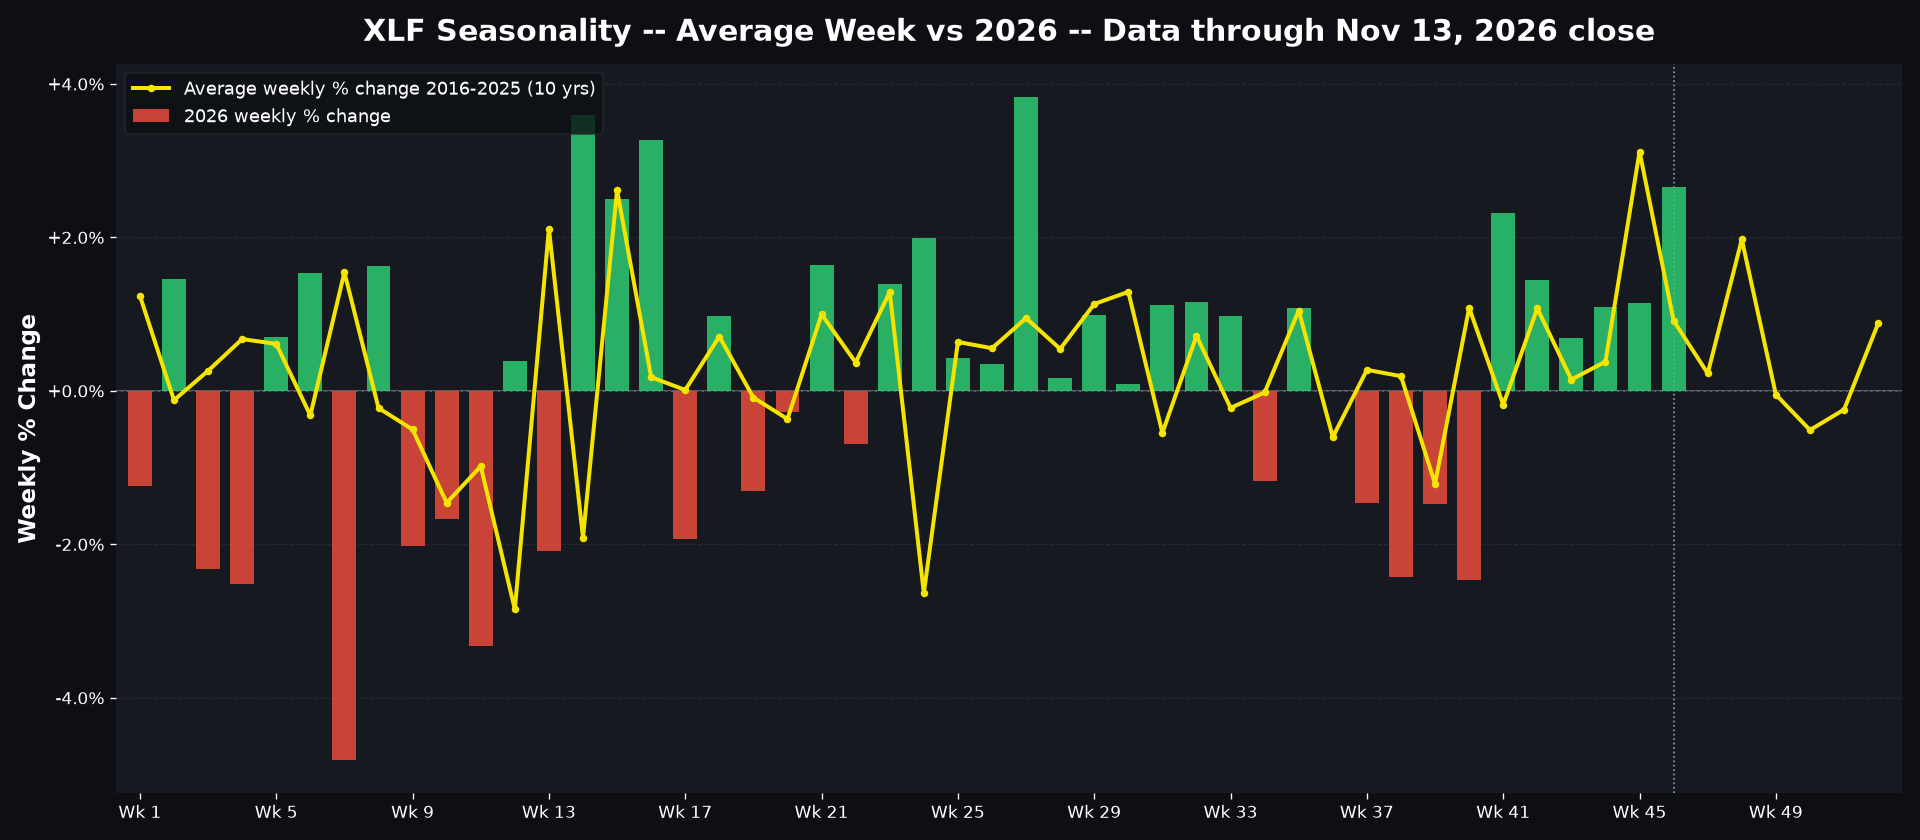 XLF Seasonality -- Average Week vs 2026 -- Data through Nov 13, 2026 close
Average weekly % change 2016-2025 (10 yrs)
2026 weekly % change
Weekly % Change
+4.0%
+2.0%
+0.0%
-2.0%
-4.0%
Wk 1
Wk 5
Wk 9
Wk 13
Wk 17
Wk 21
Wk 25
Wk 29
Wk 33
Wk 37
Wk 41
Wk 45
Wk 49